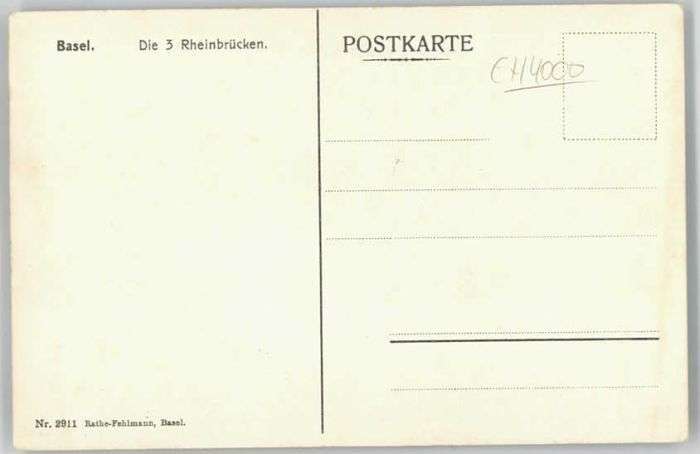 Basel. Die 3 Rheinbrücken.
POSTKARTE
CH4000
Nr. 2911 Rathe-Fehlmann, Basel.